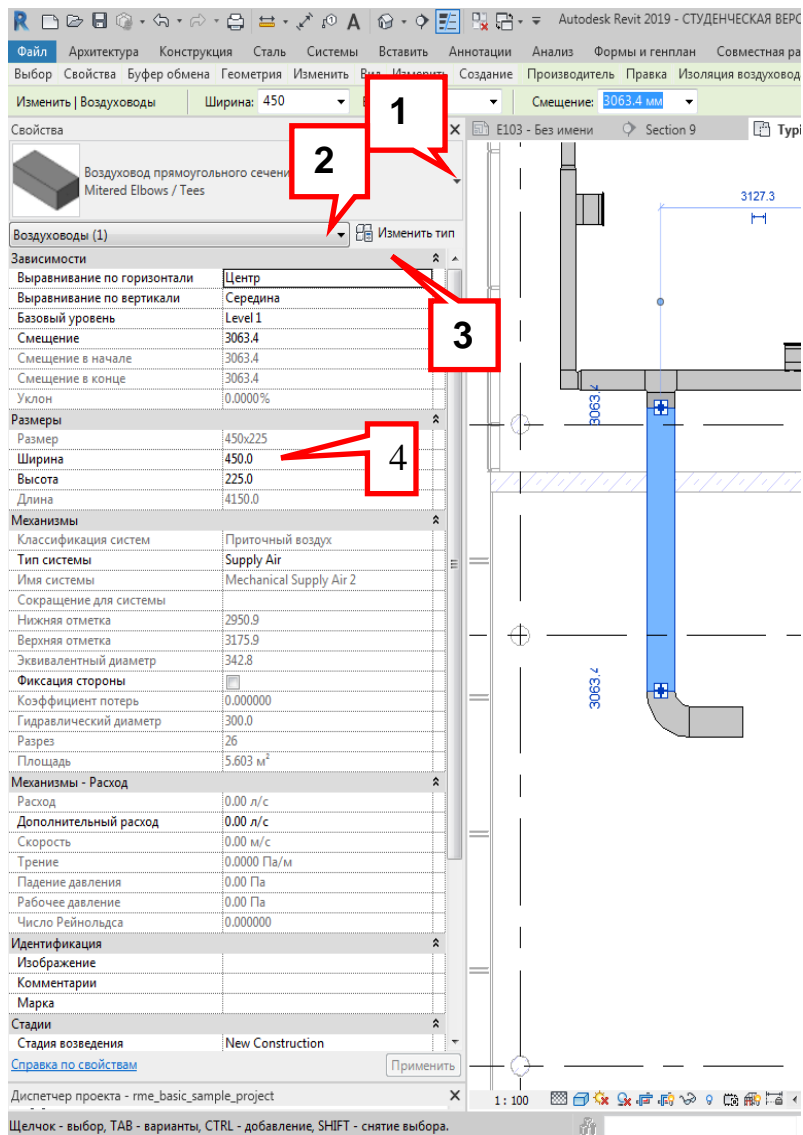 Autodesk Revit 2019 - СТУДЕНЧЕСКАЯ ВЕРС
Файл Архитектура Конструкция Сталь Системы Вставить Аннотации Анализ Формы и генплан Совместная ра
Выбор Свойства Буфер обмена Геометрия Изменить Вид Измерить Создание Производитель Правка Изоляция воздуховод
Изменить | Воздуховоды Ширина: 450 Смещение: 3063.4 мм
1
Свойства
E103 - Без имени Section 9 Typi
2
Воздуховод прямоугольного сечени
Mitered Elbows / Tees
Воздуховоды (1) Изменить тип
3
Зависимости
Выравнивание по горизонтали Центр
Выравнивание по вертикали Середина
Базовый уровень Level 1
Смещение 3063.4
Смещение в начале 3063.4
Смещение в конце 3063.4
Уклон 0.0000%
Размеры
Размер 450x225
Ширина 450.0
4
Высота 225.0
Длина 4150.0
Механизмы
Классификация систем Приточный воздух
Тип системы Supply Air
Имя системы Mechanical Supply Air 2
Сокращение для системы
Нижняя отметка 2950.9
Верхняя отметка 3175.9
Эквивалентный диаметр 342.8
Фиксация стороны
Коэффициент потерь 0.000000
Гидравлический диаметр 300.0
Разрез 26
Площадь 5.603 м²
Механизмы - Расход
Расход 0.00 л/с
Дополнительный расход 0.00 л/с
Скорость 0.00 м/с
Трение 0.0000 Па/м
Падение давления 0.00 Па
Рабочее давление 0.00 Па
Число Рейнольдса 0.000000
Идентификация
Изображение
Комментарии
Марка
Стадии
Стадия возведения New Construction
Справка по свойствам Применить
Диспетчер проекта - rme_basic_sample_project
Щелчок - выбор, TAB - варианты, CTRL - добавление, SHIFT - снятие выбора.
3127.3
3063.4
3063.4
1 : 100